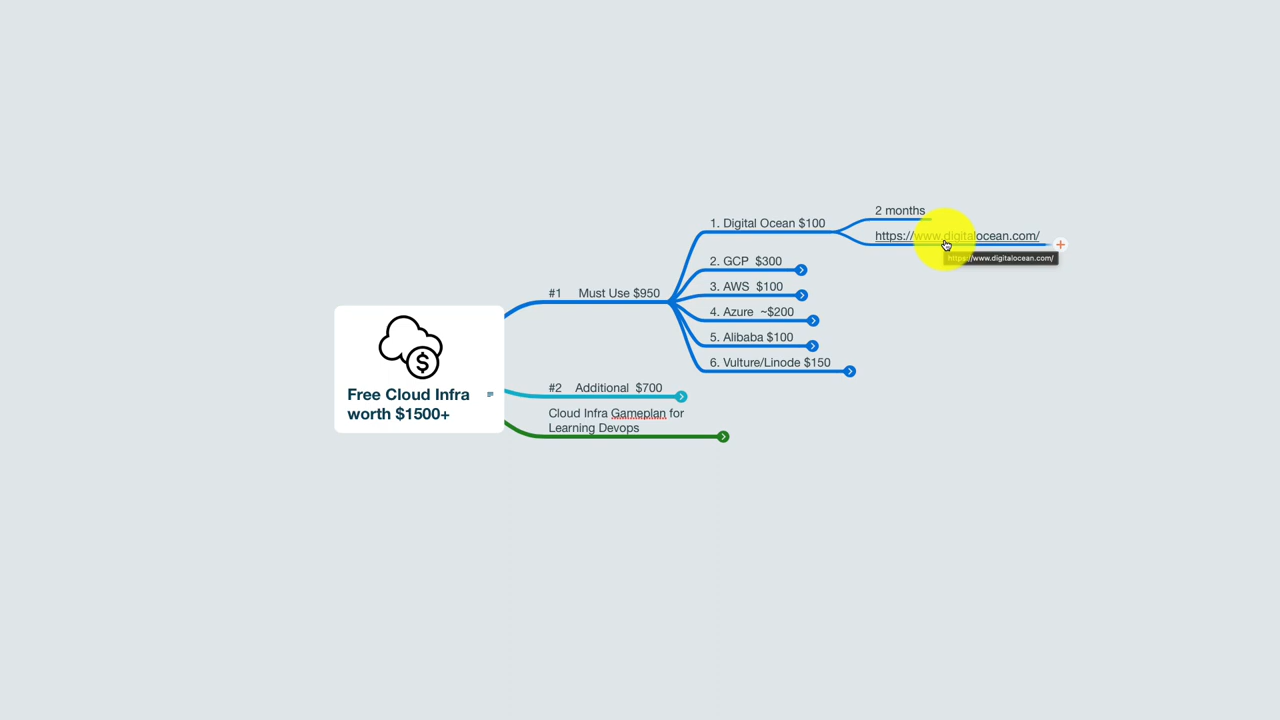 2 months
1. Digital Ocean $100
https://www.digitalocean.com/
https://www.digitalocean.com/
2. GCP $300
3. AWS $100
#1 Must Use $950
4. Azure ~$200
5. Alibaba $100
6. Vulture/Linode $150
Free Cloud Infra
worth $1500+
#2 Additional $700
Cloud Infra Gameplan for
Learning Devops